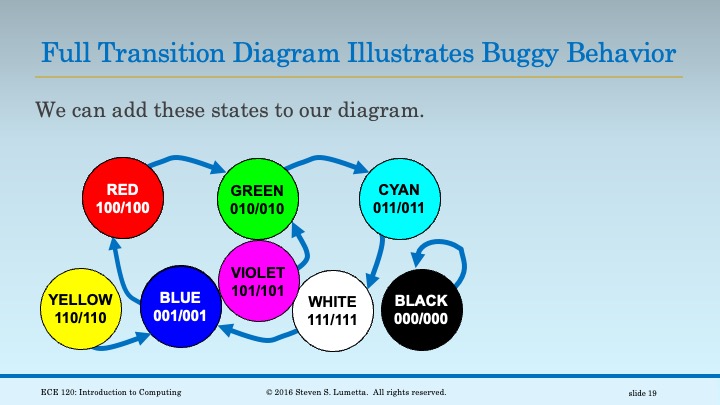 Full Transition Diagram Illustrates Buggy Behavior
We can add these states to our diagram.
RED
100/100
GREEN
010/010
CYAN
011/011
YELLOW
110/110
BLUE
001/001
VIOLET
101/101
WHITE
111/111
BLACK
000/000
ECE 120: Introduction to Computing
© 2016 Steven S. Lumetta. All rights reserved.
slide 19